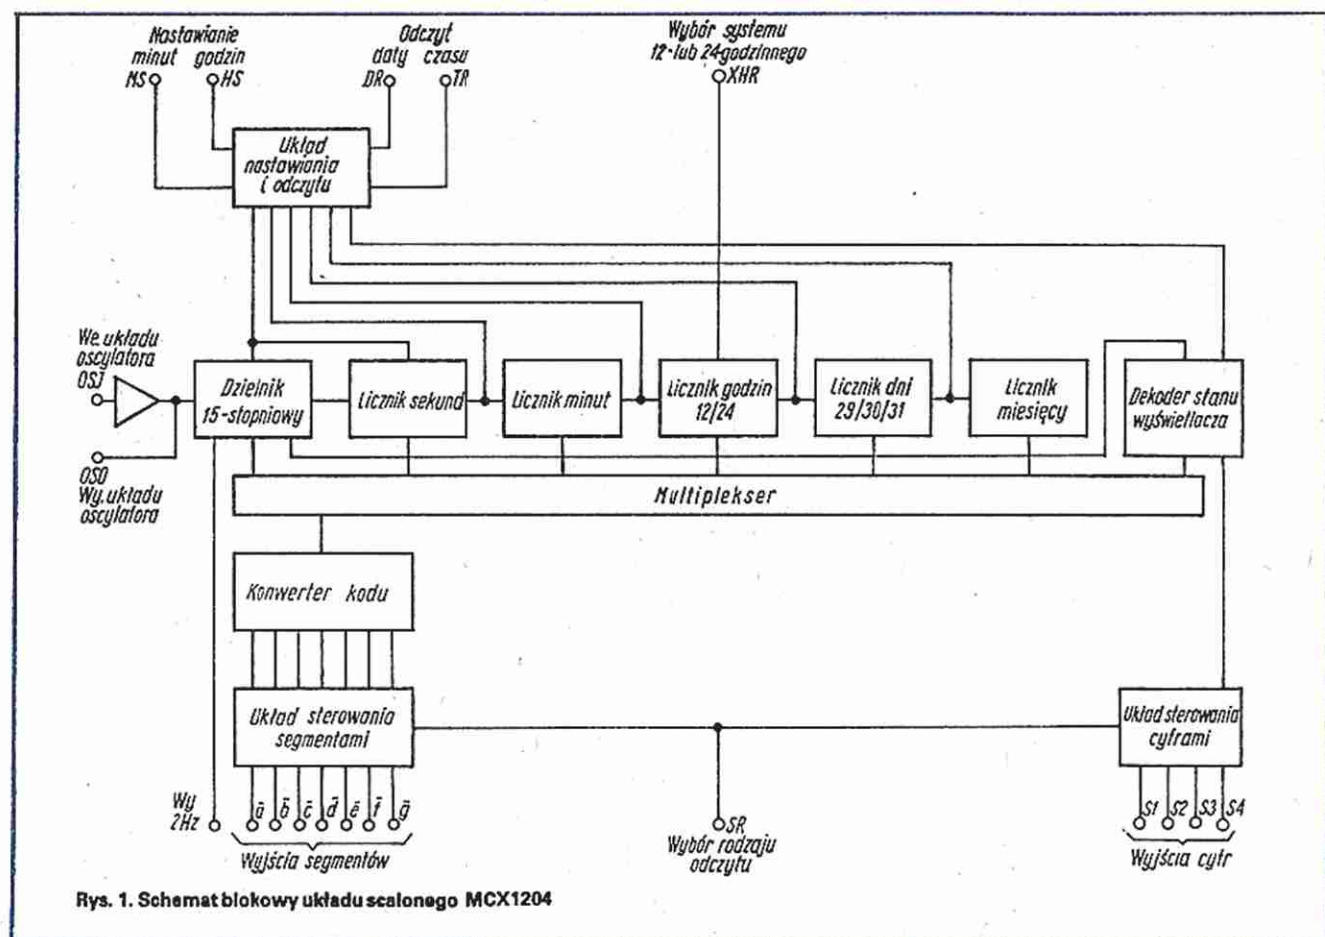 Nastawianie
minut godzin
MS HS
Odczyt
daty czasu
DR TR
Wybór systemu
12-lub 24-godzinnego
XHR
Układ
nastawiania
i odczytu
We. układu
oscylatora
OSJ
Dzielnik
15-stopniowy
Licznik sekund
Licznik minut
Licznik godzin
12/24
Licznik dni
29/30/31
Licznik
miesięcy
Dekoder stanu
wyświetlacza
OSO
Wy. układu
oscylatora
Multiplekser
Konwerter kodu
Układ sterowania
segmentami
Układ sterowania
cyframi
Wy
2Hz
a̅ b̅ c̅ d̅ e̅ f̅ g̅
Wyjścia segmentów
SR
Wybór rodzaju
odczytu
S1 S2 S3 S4
Wyjścia cyfr
Rys. 1. Schemat blokowy układu scalonego MCX1204